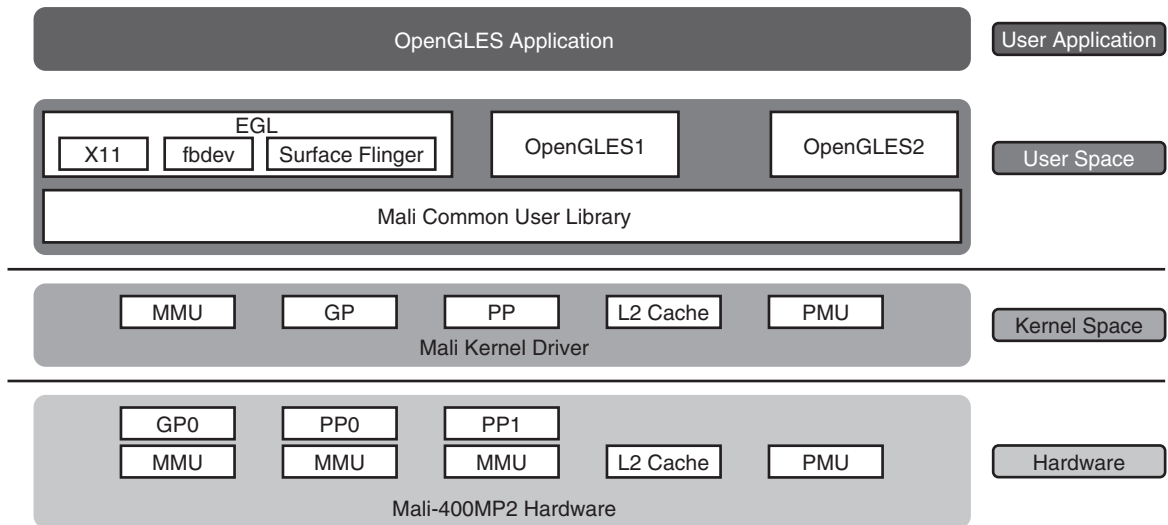 OpenGLES Application
User Application
EGL
X11 fbdev Surface Flinger
OpenGLES1
OpenGLES2
User Space
Mali Common User Library
MMU GP PP L2 Cache PMU
Kernel Space
Mali Kernel Driver
GP0 PP0 PP1
MMU MMU MMU L2 Cache PMU
Hardware
Mali-400MP2 Hardware